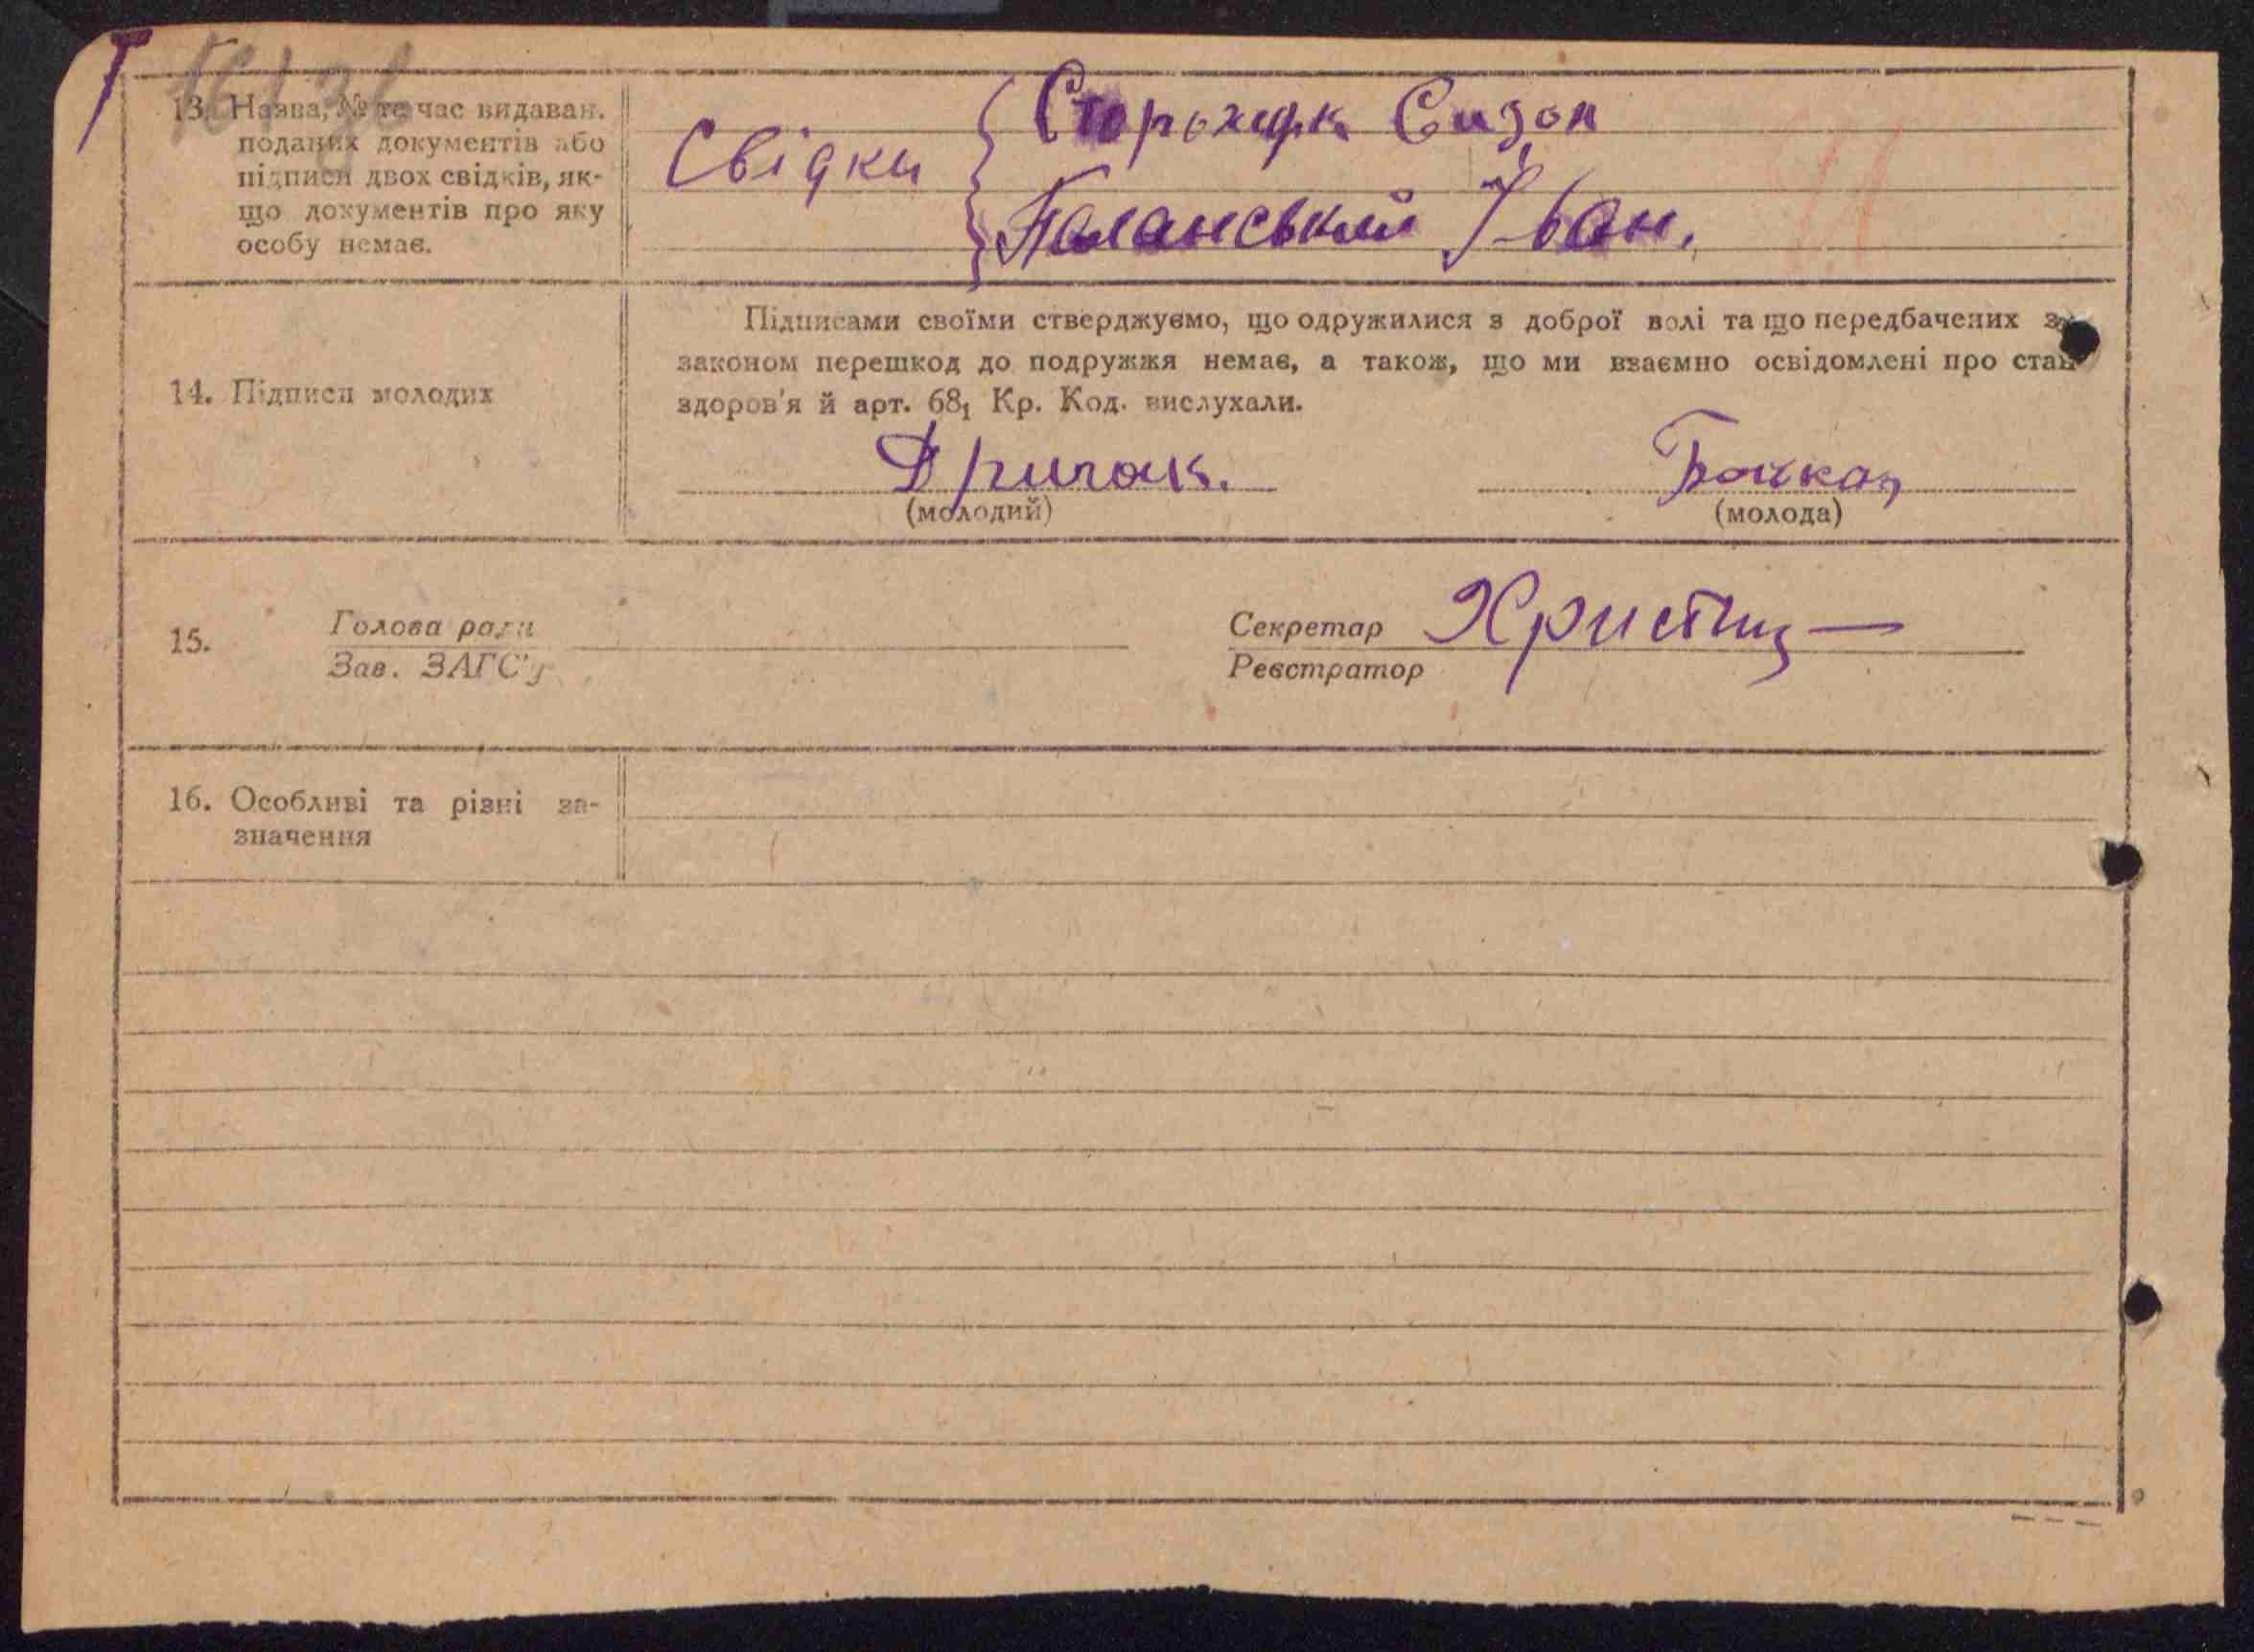 13. Назва, № та час видаван.
поданих документів або
підписи двох свідків, як-
що документів про яку
особу немає.
Свідки
Сизон
Паланський Іван.
14. Підписи молодих
Підписами своїми стверджуємо, що одружилися з доброї волі та що передбачених за
законом перешкод до подружжя немає, а також, що ми взаємно освідомлені про стан
здоров'я й арт. 68₁ Кр. Код. вислухали.
(молодий)
(молода)
15. Голова ради
Зав. ЗАГС'у
Секретар
Реєстратор
16. Особливі та різні за-
значення